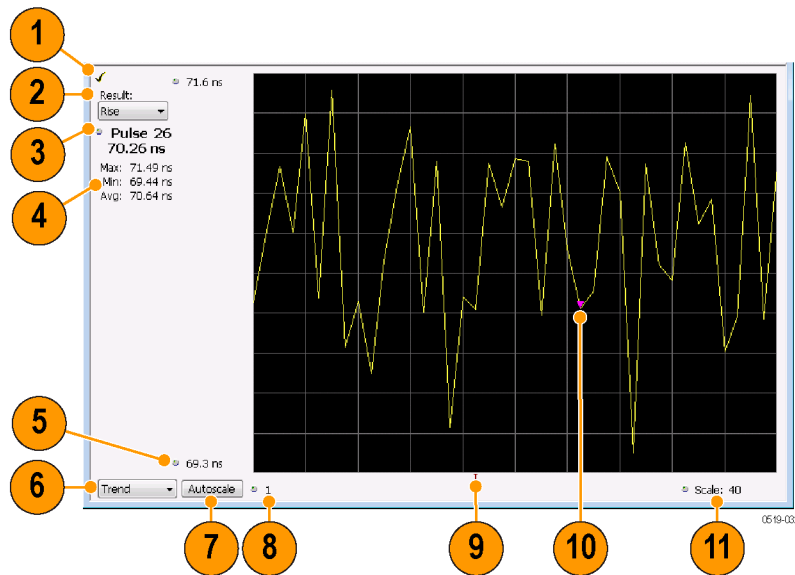 1
71.6 ns
2
Result:
Rise
3
Pulse 26
70.26 ns
Max: 71.49 ns
4
Min: 69.44 ns
Avg: 70.64 ns
5
69.3 ns
6
Trend
Autoscale
1
T
Scale: 40
7
8
9
10
11